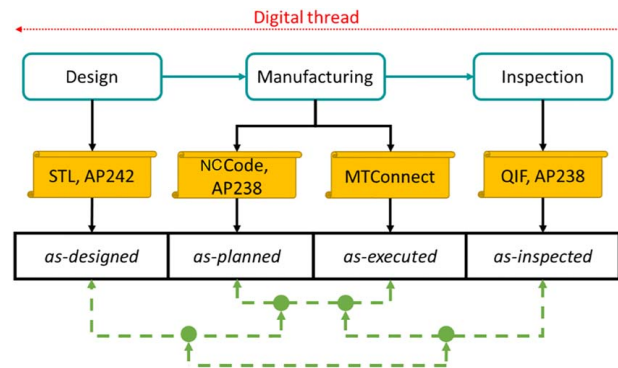 Digital thread
Design
Manufacturing
Inspection
STL, AP242
NCCode,
AP238
MTConnect
QIF, AP238
as-designed
as-planned
as-executed
as-inspected